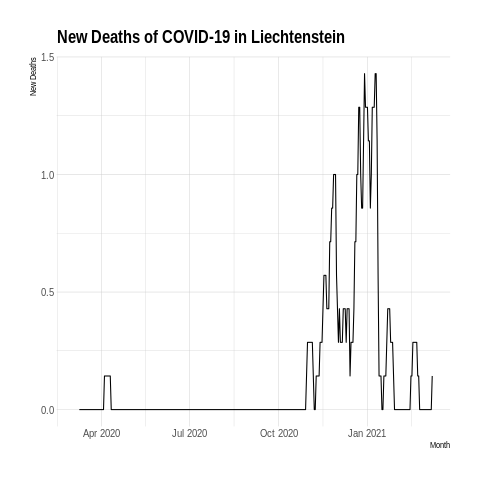 New Deaths of COVID-19 in Liechtenstein
New Deaths
1.5
1.0
0.5
0.0
Apr 2020 Jul 2020 Oct 2020 Jan 2021
Month